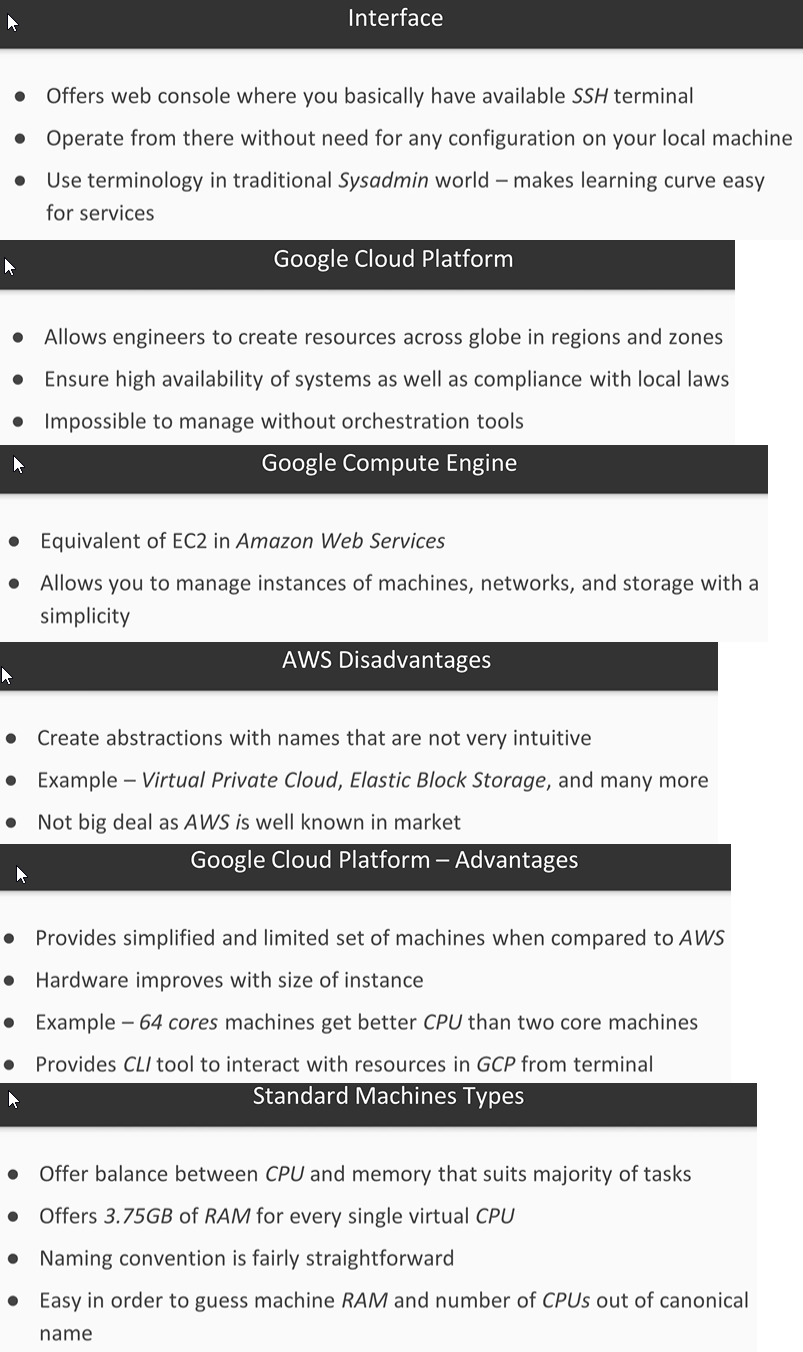 Interface
● Offers web console where you basically have available SSH terminal
● Operate from there without need for any configuration on your local machine
● Use terminology in traditional Sysadmin world – makes learning curve easy
for services
Google Cloud Platform
● Allows engineers to create resources across globe in regions and zones
● Ensure high availability of systems as well as compliance with local laws
● Impossible to manage without orchestration tools
Google Compute Engine
● Equivalent of EC2 in Amazon Web Services
● Allows you to manage instances of machines, networks, and storage with a
simplicity
AWS Disadvantages
● Create abstractions with names that are not very intuitive
● Example – Virtual Private Cloud, Elastic Block Storage, and many more
● Not big deal as AWS is well known in market
Google Cloud Platform – Advantages
● Provides simplified and limited set of machines when compared to AWS
● Hardware improves with size of instance
● Example – 64 cores machines get better CPU than two core machines
● Provides CLI tool to interact with resources in GCP from terminal
Standard Machines Types
● Offer balance between CPU and memory that suits majority of tasks
● Offers 3.75GB of RAM for every single virtual CPU
● Naming convention is fairly straightforward
● Easy in order to guess machine RAM and number of CPUs out of canonical
name